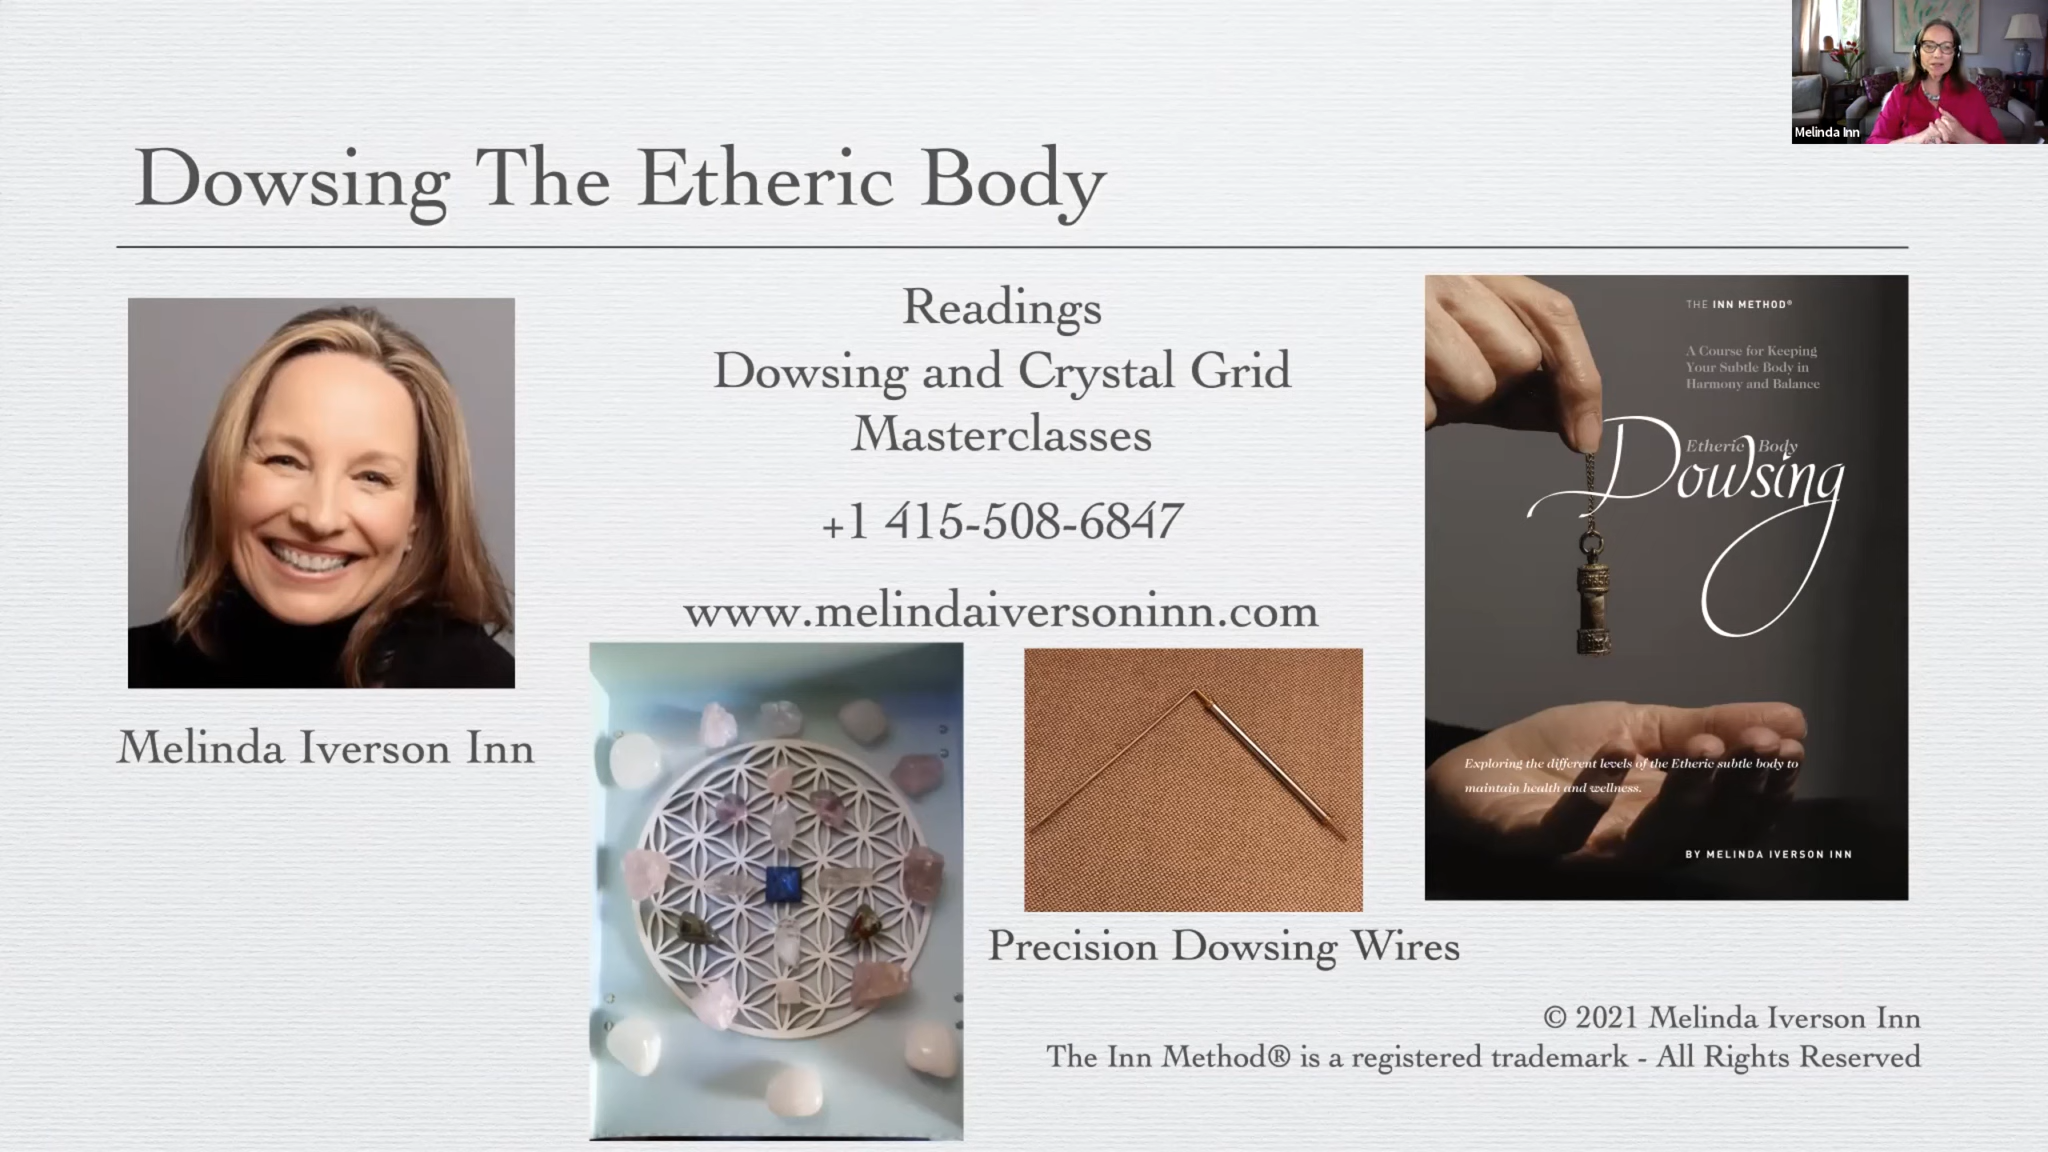 Melinda Inn
Dowsing The Etheric Body
Readings
Dowsing and Crystal Grid
Masterclasses
+1 415-508-6847
www.melindaiversoninn.com
Melinda Iverson Inn
THE INN METHOD®
A Course for Keeping
Your Subtle Body in
Harmony and Balance
Etheric Body
Dowsing
Exploring the different levels of the Etheric subtle body to
maintain health and wellness.
BY MELINDA IVERSON INN
Precision Dowsing Wires
© 2021 Melinda Iverson Inn
The Inn Method® is a registered trademark - All Rights Reserved